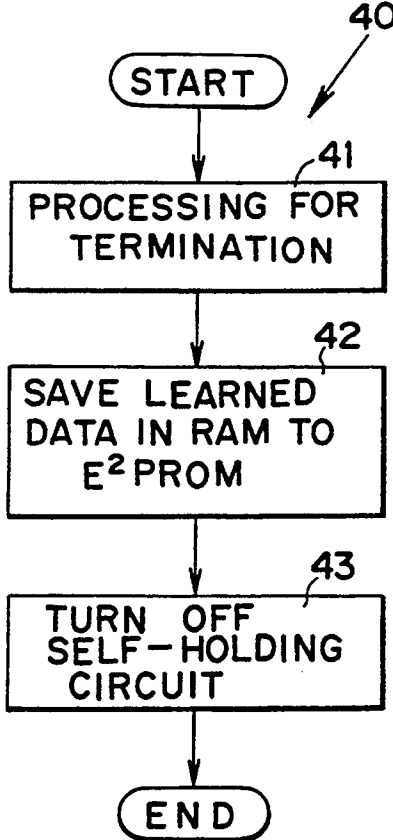 40
START
41
PROCESSING FOR
TERMINATION
42
SAVE LEARNED
DATA IN RAM TO
E²PROM
43
TURN OFF
SELF-HOLDING
CIRCUIT
END